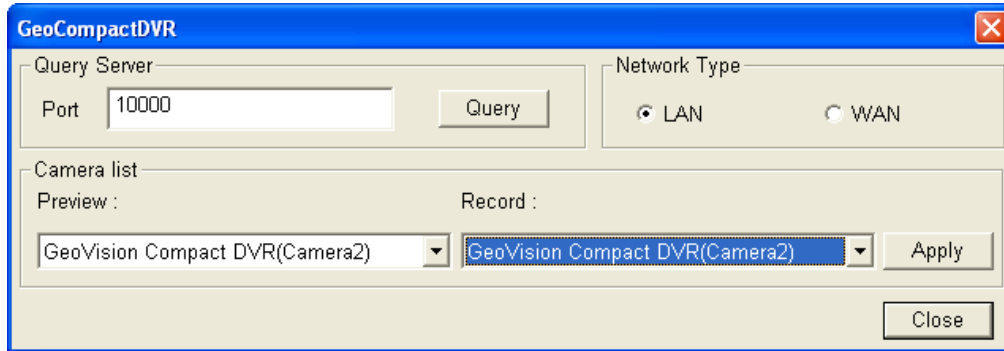 GeoCompactDVR
Query Server
Network Type
Port 10000 Query
LAN WAN
Camera list
Preview : Record :
GeoVision Compact DVR(Camera2) GeoVision Compact DVR(Camera2) Apply
Close